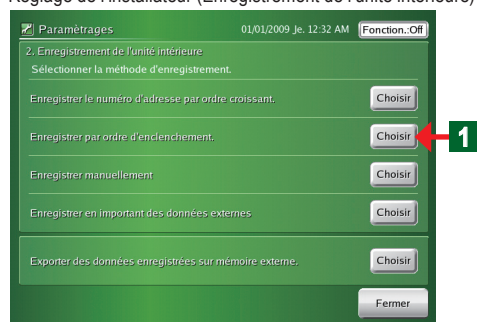 Réglage de l'installateur (Enregistrement de l'unité intérieure)
Paramètrages 01/01/2009 Je. 12:32 AM Fonction.:Off
2. Enregistrement de l'unité intérieure
Sélectionner la méthode d'enregistrement.
Enregistrer le numéro d'adresse par ordre croissant. Choisir
Enregistrer par ordre d'enclenchement. Choisir 1
Enregistrer manuellement Choisir
Enregistrer en important des données externes Choisir
Exporter des données enregistrées sur mémoire externe. Choisir
Fermer